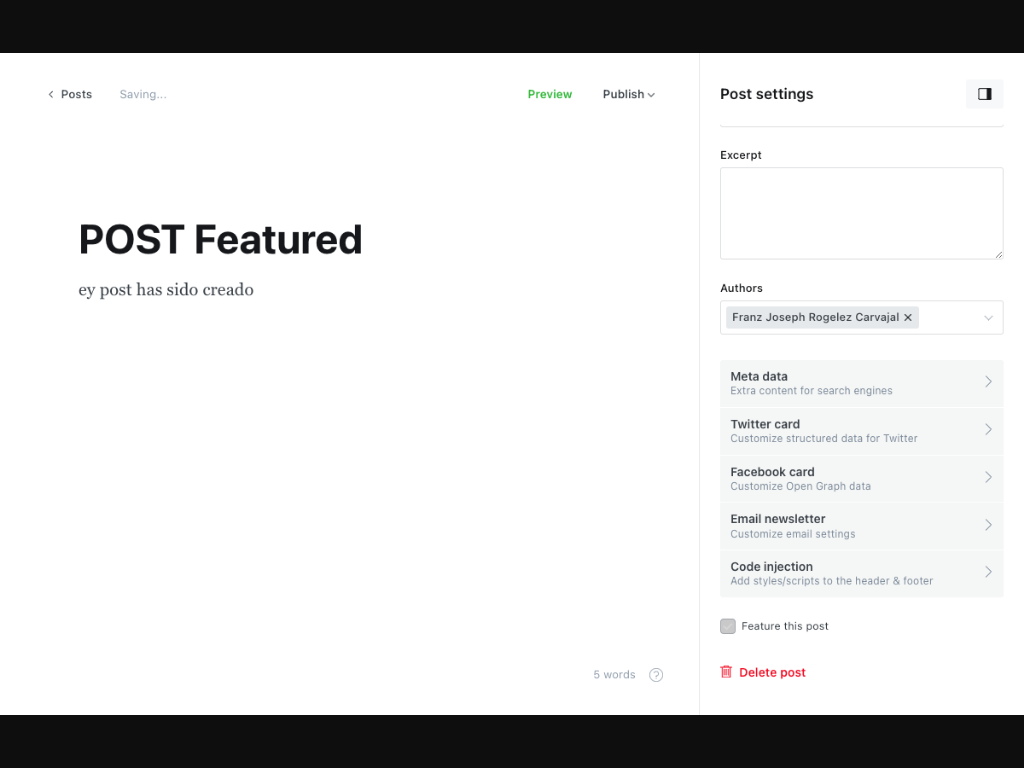 Posts
Saving...
Preview
Publish
POST Featured
ey post has sido creado
5 words
?
Post settings
Excerpt
Authors
Franz Joseph Rogelez Carvajal
Meta data
Extra content for search engines
Twitter card
Customize structured data for Twitter
Facebook card
Customize Open Graph data
Email newsletter
Customize email settings
Code injection
Add styles/scripts to the header & footer
Feature this post
Delete post